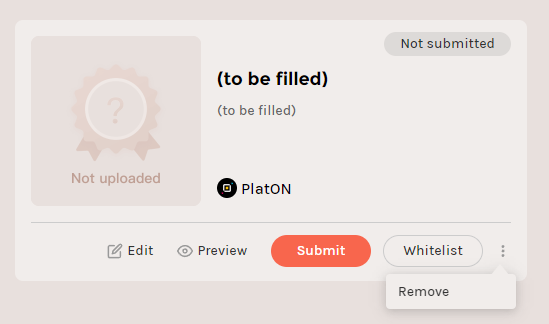 Not submitted
?
Not uploaded
(to be filled)
(to be filled)
PlatON
Edit
Preview
Submit
Whitelist
Remove